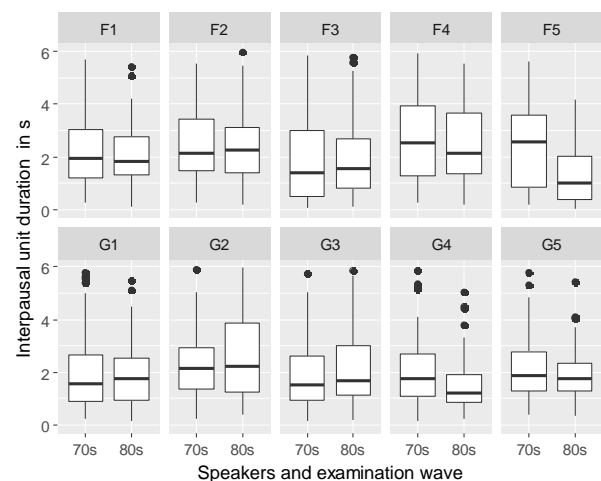 F1 F2 F3 F4 F5
6
4
2
0
G1 G2 G3 G4 G5
6
4
2
0
70s 80s 70s 80s 70s 80s 70s 80s 70s 80s
Interpausal unit duration in s
Speakers and examination wave